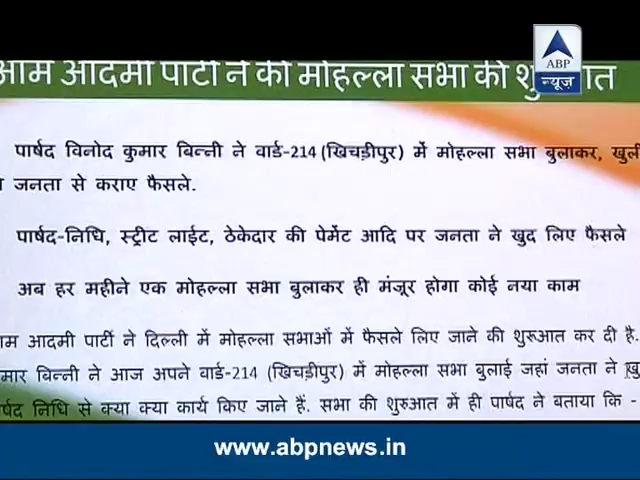 ABP
न्यूज़
आम आदमी पार्टी ने की मोहल्ला सभा की शुरुआत
पार्षद विनोद कुमार बिन्नी ने वार्ड-214 (खिचड़ीपुर) में मोहल्ला सभा बुलाकर,
जनता से कराए फैसले.
पार्षद-निधि, स्ट्रीट लाईट, ठेकेदार की पेमेंट आदि पर जनता ने खुद लिए फैसले
अब हर महीने एक मोहल्ला सभा बुलाकर ही मंजूर होगा कोई नया काम
आम आदमी पार्टी ने दिल्ली में मोहल्ला सभाओं में फैसले लिए जाने की शुरूआत कर दी है.
बिन्नी ने आज अपने वार्ड-214 (खिचड़ीपुर) में मोहल्ला सभा बुलाई जहां जनता ने
निधि से क्या क्या कार्य किए जाने हैं. सभा की शुरुआत में ही पार्षद ने बताया कि -
www.abpnews.in